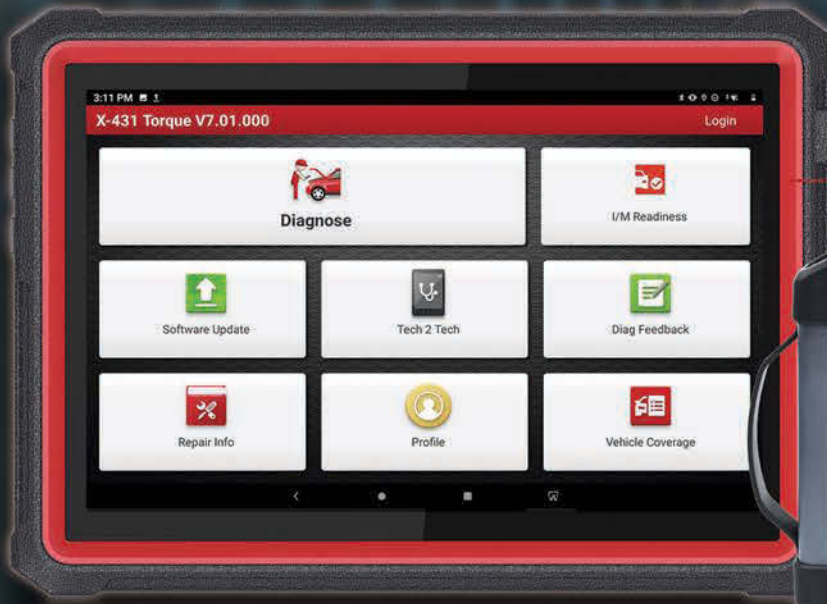 3:11 PM
X-431 Torque V7.01.000
Login
Diagnose
I/M Readiness
Software Update
Tech 2 Tech
Diag Feedback
Repair Info
Profile
Vehicle Coverage